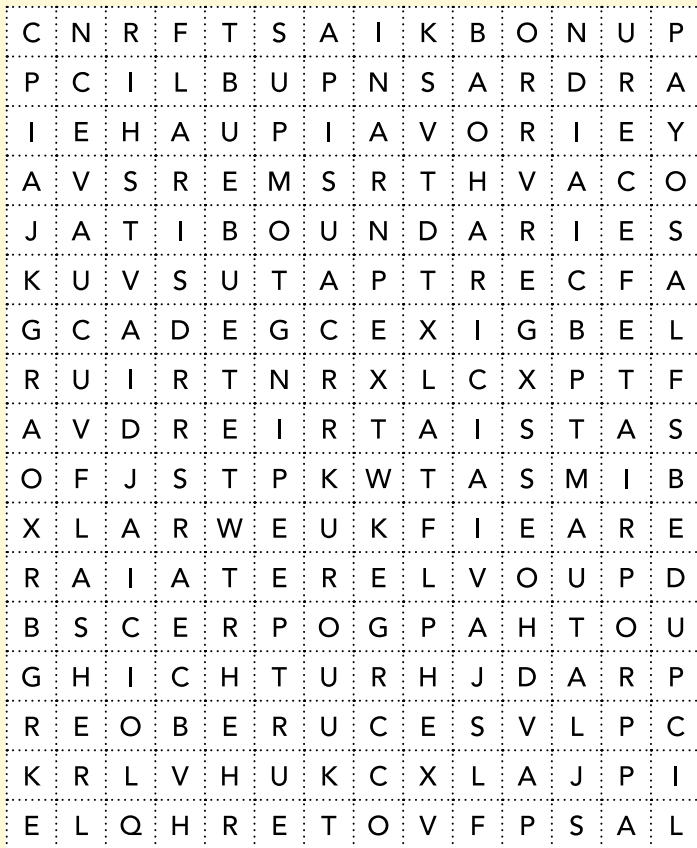 C N R F T S A I K B O N U P
P C I L B U P N S A R D R A
I E H A U P I A V O R I E Y
A V S R E M S R T H V A C O
J A T I B O U N D A R I E S
K U V S U T A P T R E C F A
G C A D E G C E X I G B E L
R U I R T N R X L C X P T F
A V D R E I R T A I S T A S
O F J S T P K W T A S M I B
X L A R W E U K F I E A R E
R A I A T E R E L V O U P D
B S C E R P O G P A H T O U
G H I C H T U R H J D A R P
R E O B E R U C E S V L P C
K R L V H U K C X L A J P I
E L Q H R E T O V F P S A L